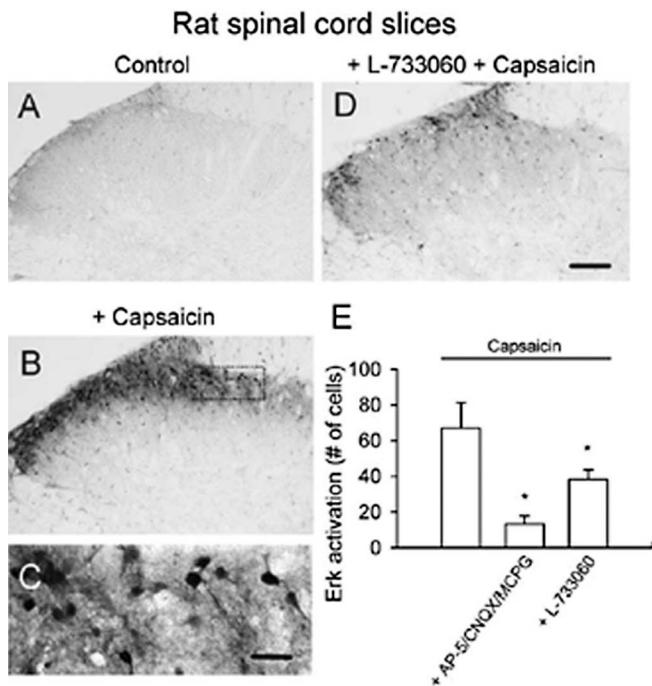 Rat spinal cord slices
Control
+ L-733060 + Capsaicin
A
D
+ Capsaicin
B
C
E
Capsaicin
Erk activation (# of cells)
100
80
60
40
20
0
*
*
+ AP-5/CNQX/MCPG
+ L-733060